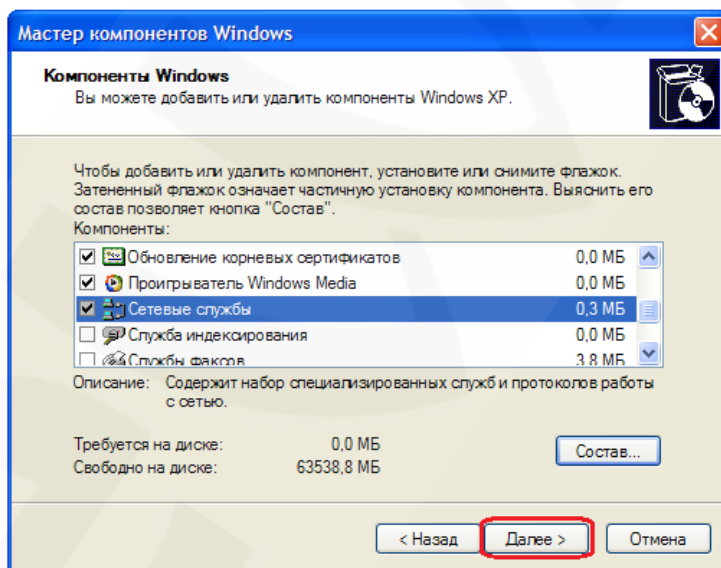 Мастер компонентов Windows
Компоненты Windows
Вы можете добавить или удалить компоненты Windows XP.
Чтобы добавить или удалить компонент, установите или снимите флажок.
Затененный флажок означает частичную установку компонента. Выяснить его
состав позволяет кнопка "Состав".
Компоненты:
Обновление корневых сертификатов 0,0 МБ
Проигрыватель Windows Media 0,0 МБ
Сетевые службы 0,3 МБ
Служба индексирования 0,0 МБ
Службы факсов 3,8 МБ
Описание: Содержит набор специализированных служб и протоколов работы
с сетью.
Требуется на диске: 0,0 МБ
Свободно на диске: 63538,8 МБ
Состав...
< Назад Далее > Отмена